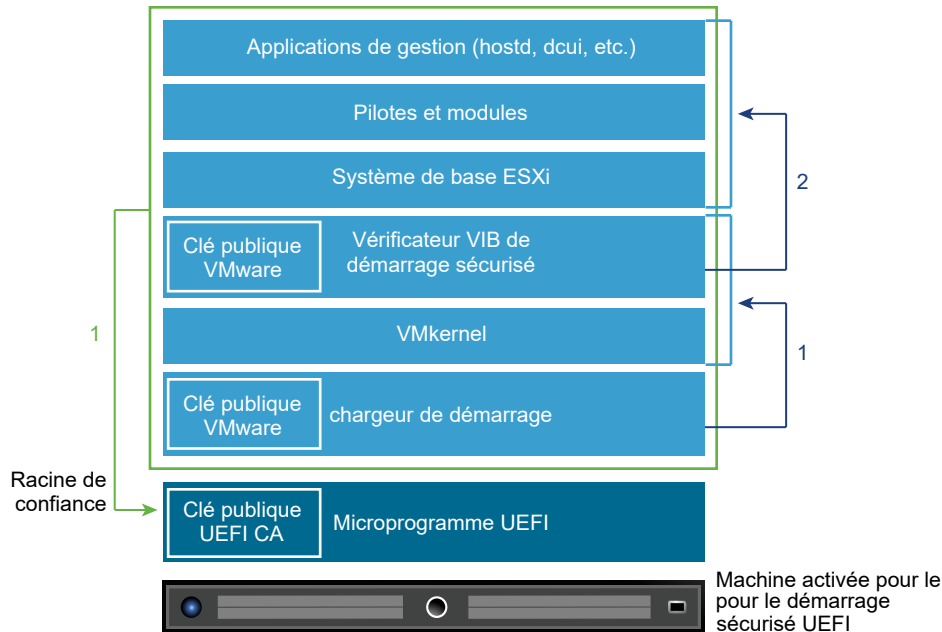 Applications de gestion (hostd, dcui, etc.)
Pilotes et modules
Système de base ESXi
2
Clé publique
VMware
Vérificateur VIB de
démarrage sécurisé
1
VMkernel
1
Clé publique
VMware
chargeur de démarrage
Racine de
confiance
Clé publique
UEFI CA
Microprogramme UEFI
Machine activée pour le
pour le démarrage
sécurisé UEFI